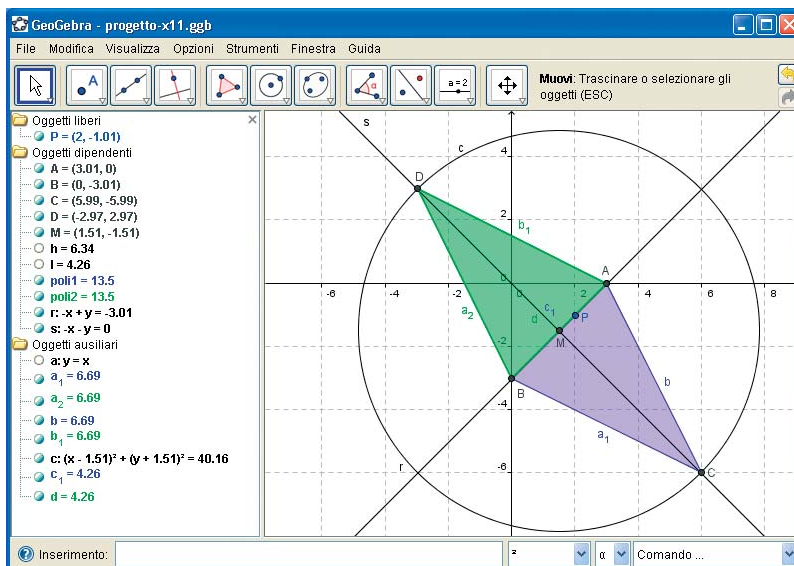 GeoGebra - progetto-x11.ggb
File Modifica Visualizza Opzioni Strumenti Finestra Guida
A
α
a = 2
Muovi: Trascinare o selezionare gli
oggetti (ESC)
Oggetti liberi
P = (2, -1.01)
Oggetti dipendenti
A = (3.01, 0)
B = (0, -3.01)
C = (5.99, -5.99)
D = (-2.97, 2.97)
M = (1.51, -1.51)
h = 6.34
l = 4.26
poli1 = 13.5
poli2 = 13.5
r: -x + y = -3.01
s: -x - y = 0
Oggetti ausiliari
a: y = x
a₁ = 6.69
a₂ = 6.69
b = 6.69
b₁ = 6.69
c: (x - 1.51)² + (y + 1.51)² = 40.16
c₁ = 4.26
d = 4.26
s
c
4
D
2
b₁
A
0
-6 -4 -2 0 2 4 6 8
a₂
c₁
d
P
-2
M
b
B
-4
a₁
r
-6
C
Inserimento:
²
α
Comando ...